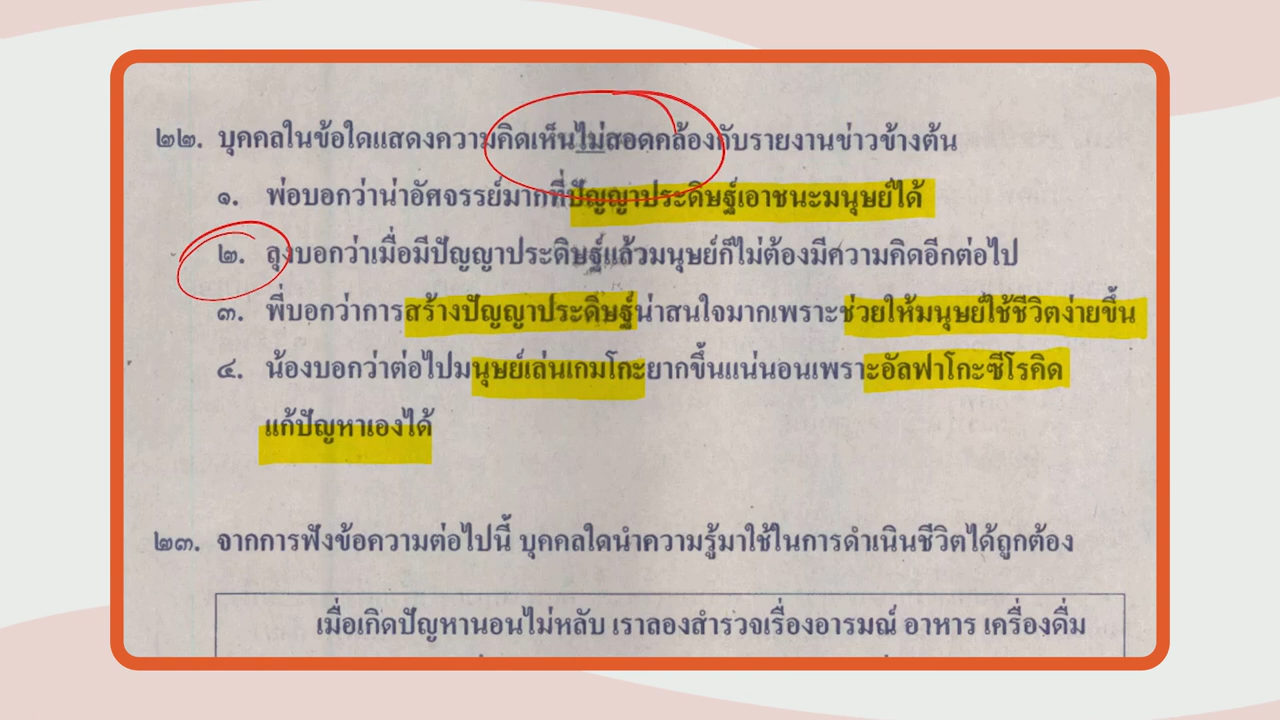 ๒๒. บุคคลในข้อใดแสดงความคิดเห็นไม่สอดคล้องกับรายงานข่าวข้างต้น
๑. พ่อบอกว่าน่าอัศจรรย์มากที่ปัญญาประดิษฐ์เอาชนะมนุษย์ได้
๒. ลุงบอกว่าเมื่อมีปัญญาประดิษฐ์แล้วมนุษย์ก็ไม่ต้องมีความคิดอีกต่อไป
๓. พี่บอกว่าการสร้างปัญญาประดิษฐ์น่าสนใจมากเพราะช่วยให้มนุษย์ใช้ชีวิตง่ายขึ้น
๔. น้องบอกว่าต่อไปมนุษย์เล่นเกมโกะยากขึ้นแน่นอนเพราะอัลฟาโกะซีโรคิด
แก้ปัญหาเองได้
๒๓. จากการฟังข้อความต่อไปนี้ บุคคลใดนำความรู้มาใช้ในการดำเนินชีวิตได้ถูกต้อง
เมื่อเกิดปัญหานอนไม่หลับ เราลองสำรวจเรื่องอารมณ์ อาหาร เครื่องดื่ม